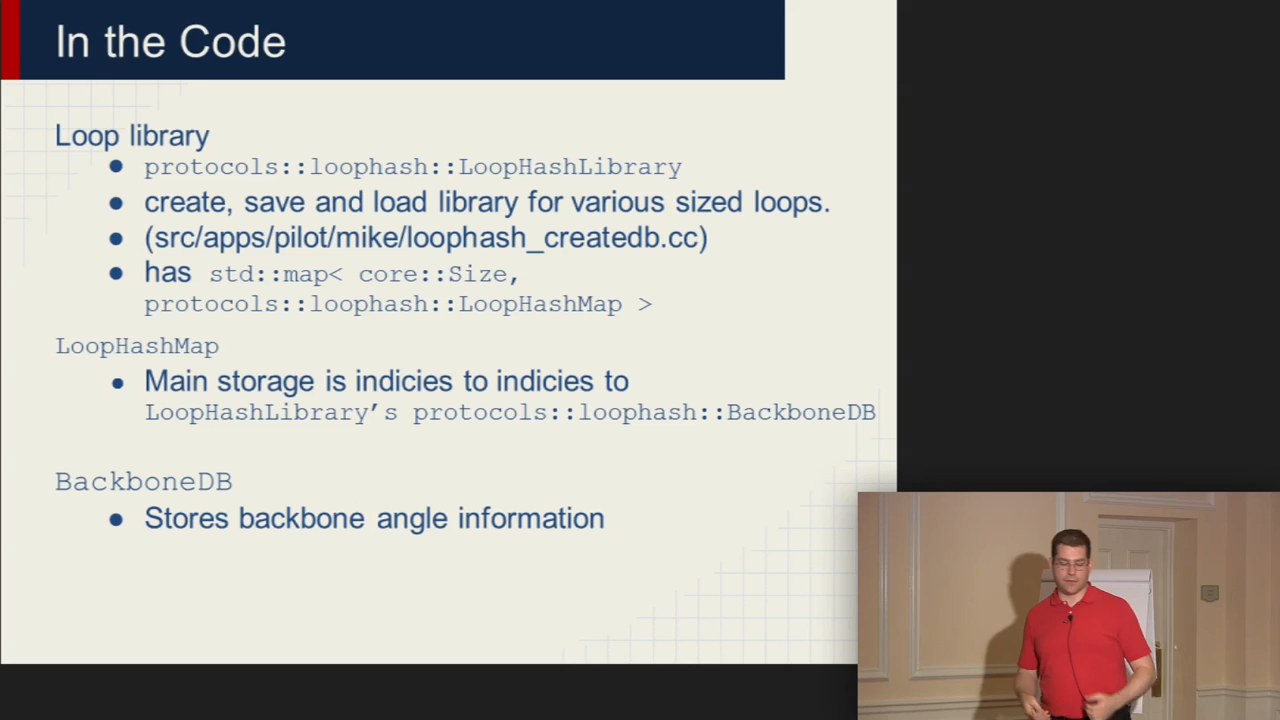 In the Code
Loop library
● protocols::loophash::LoopHashLibrary
● create, save and load library for various sized loops.
● (src/apps/pilot/mike/loophash_createdb.cc)
● has std::map< core::Size,
protocols::loophash::LoopHashMap >
LoopHashMap
● Main storage is indicies to indicies to
LoopHashLibrary’s protocols::loophash::BackboneDB
BackboneDB
● Stores backbone angle information